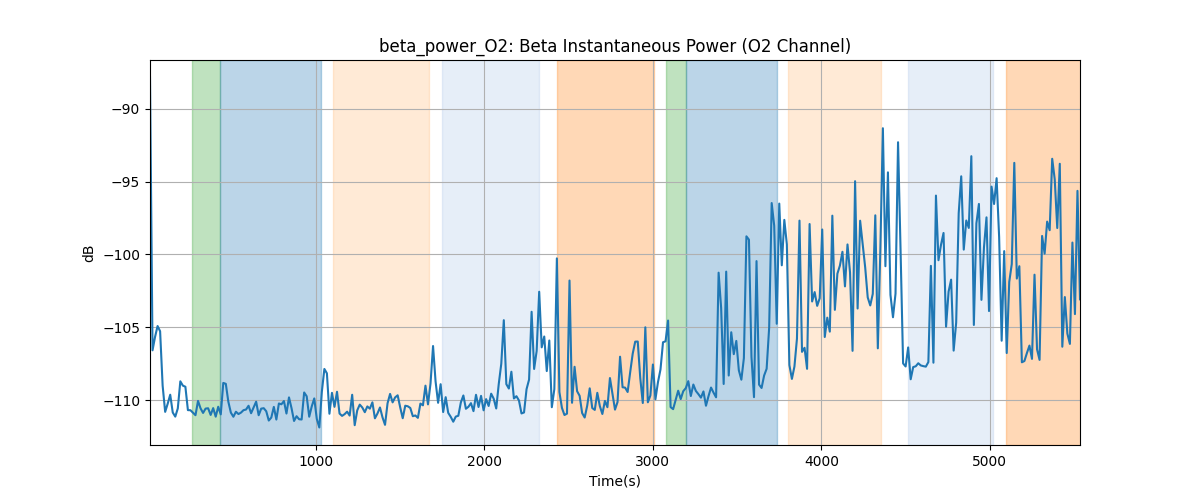 beta_power_O2: Beta Instantaneous Power (O2 Channel)
dB
−90
−95
−100
−105
−110
1000 2000 3000 4000 5000
Time(s)